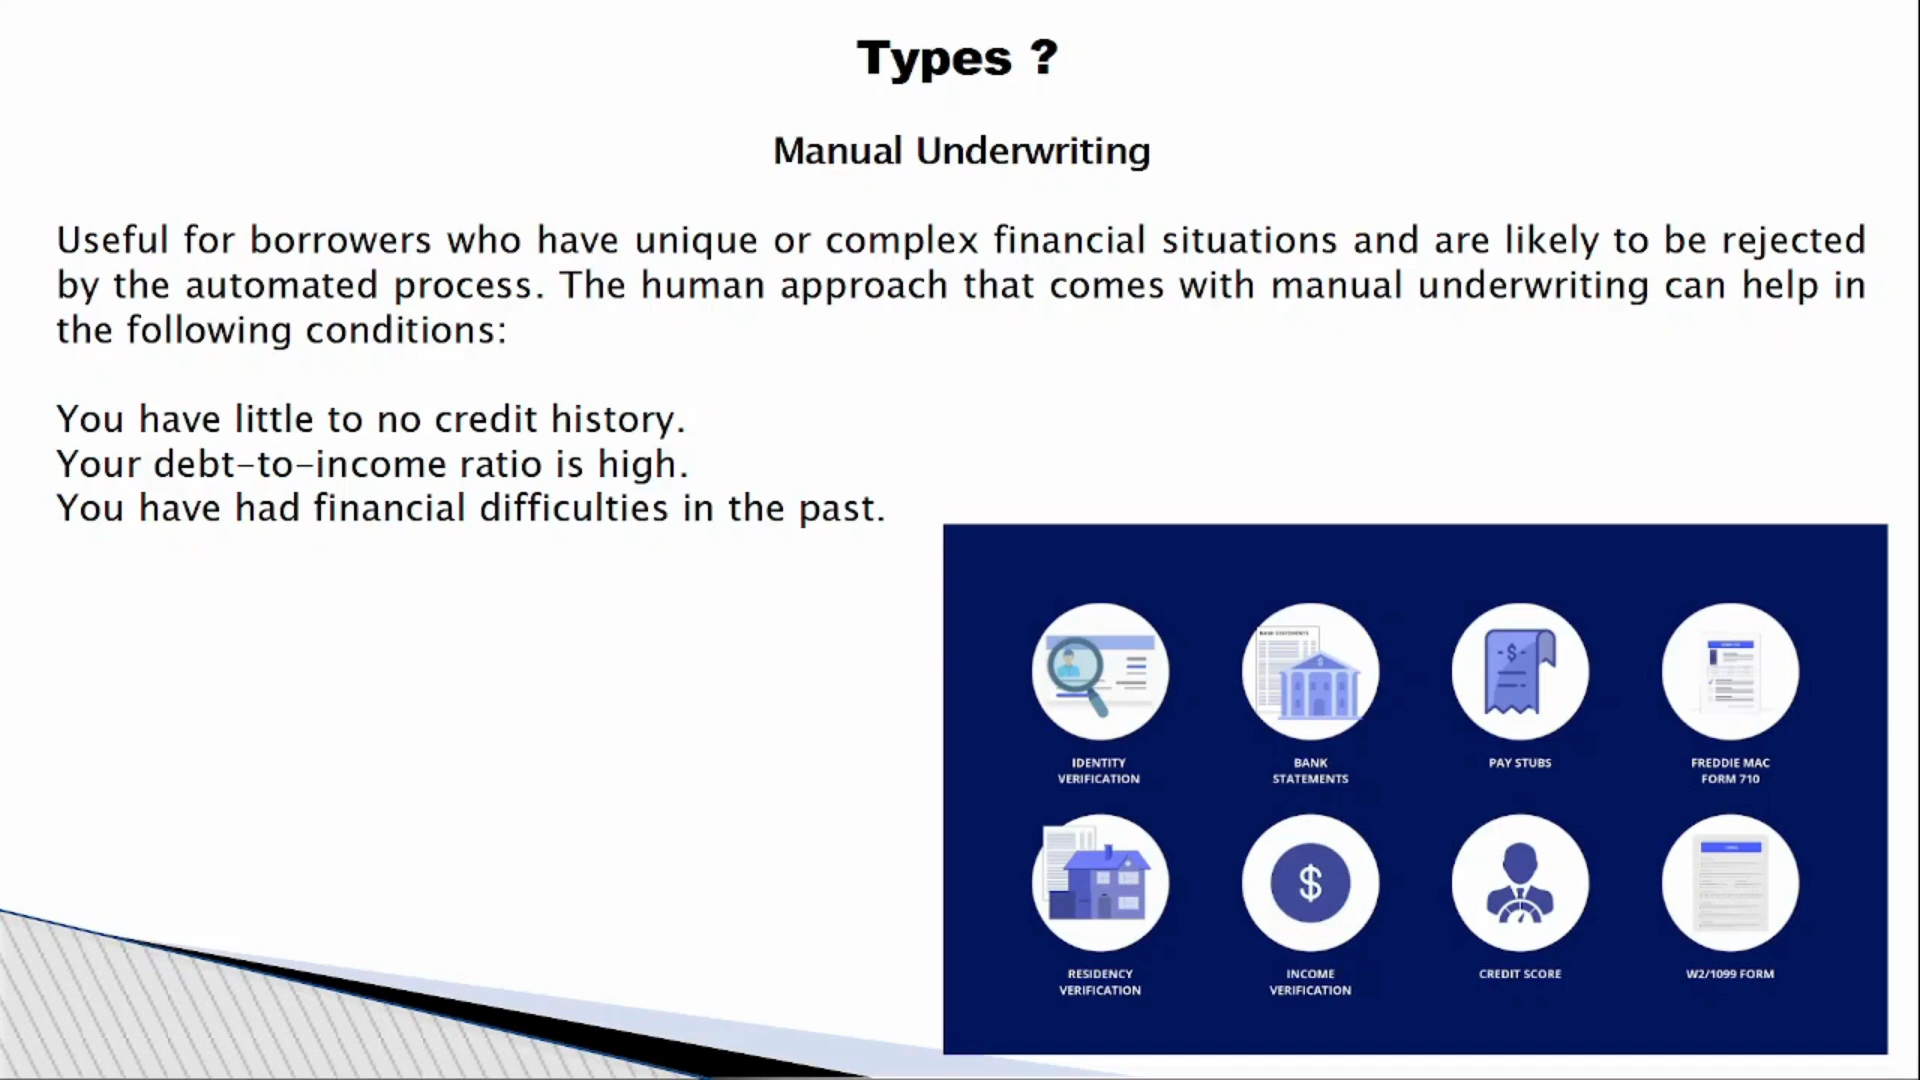 Types ?
Manual Underwriting
Useful for borrowers who have unique or complex financial situations and are likely to be rejected
by the automated process. The human approach that comes with manual underwriting can help in
the following conditions:
You have little to no credit history.
Your debt-to-income ratio is high.
You have had financial difficulties in the past.
BANK STATEMENTS
IDENTITY
VERIFICATION
BANK
STATEMENTS
PAY STUBS
FREDDIE MAC
FORM 710
RESIDENCY
VERIFICATION
INCOME
VERIFICATION
CREDIT SCORE
W2/1099 FORM